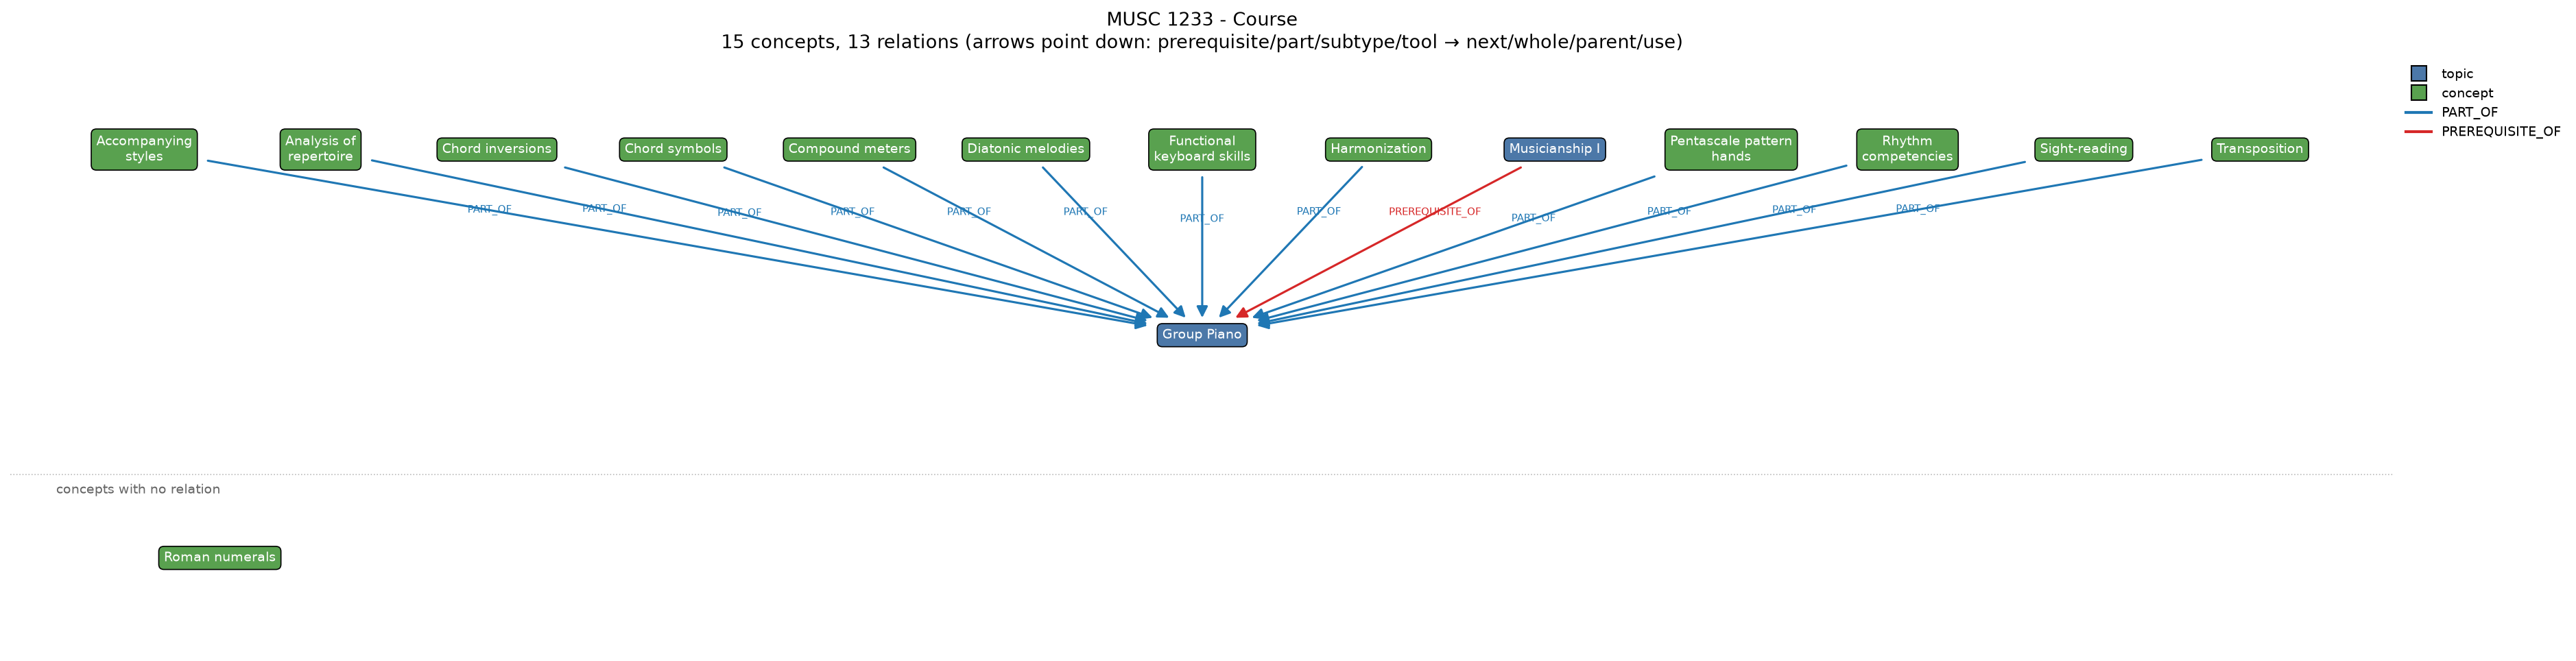 MUSC 1233 - Course
15 concepts, 13 relations (arrows point down: prerequisite/part/subtype/tool → next/whole/parent/use)
topic
concept
PART_OF
PREREQUISITE_OF
Accompanying
styles
Analysis of
repertoire
Chord inversions
Chord symbols
Compound meters
Diatonic melodies
Functional
keyboard skills
Harmonization
Musicianship I
Pentascale pattern
hands
Rhythm
competencies
Sight-reading
Transposition
PART_OF
PART_OF
PART_OF
PART_OF
PART_OF
PART_OF
PART_OF
PART_OF
PREREQUISITE_OF
PART_OF
PART_OF
PART_OF
PART_OF
Group Piano
concepts with no relation
Roman numerals